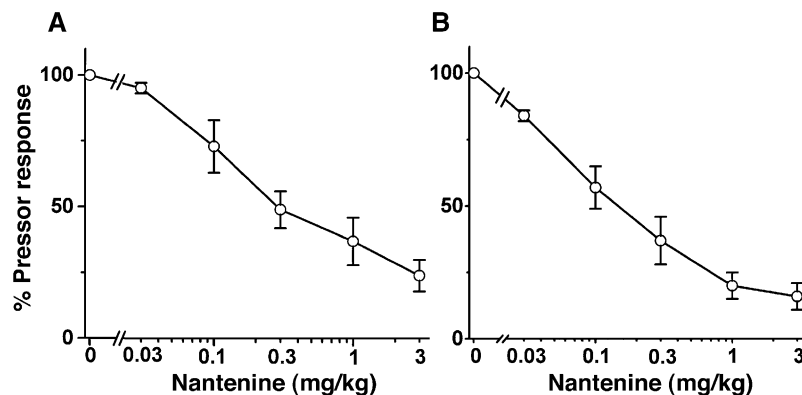 A
B
% Pressor response
100
50
0
0 0.03 0.1 0.3 1 3
Nantenine (mg/kg)
100
50
0
0 0.03 0.1 0.3 1 3
Nantenine (mg/kg)